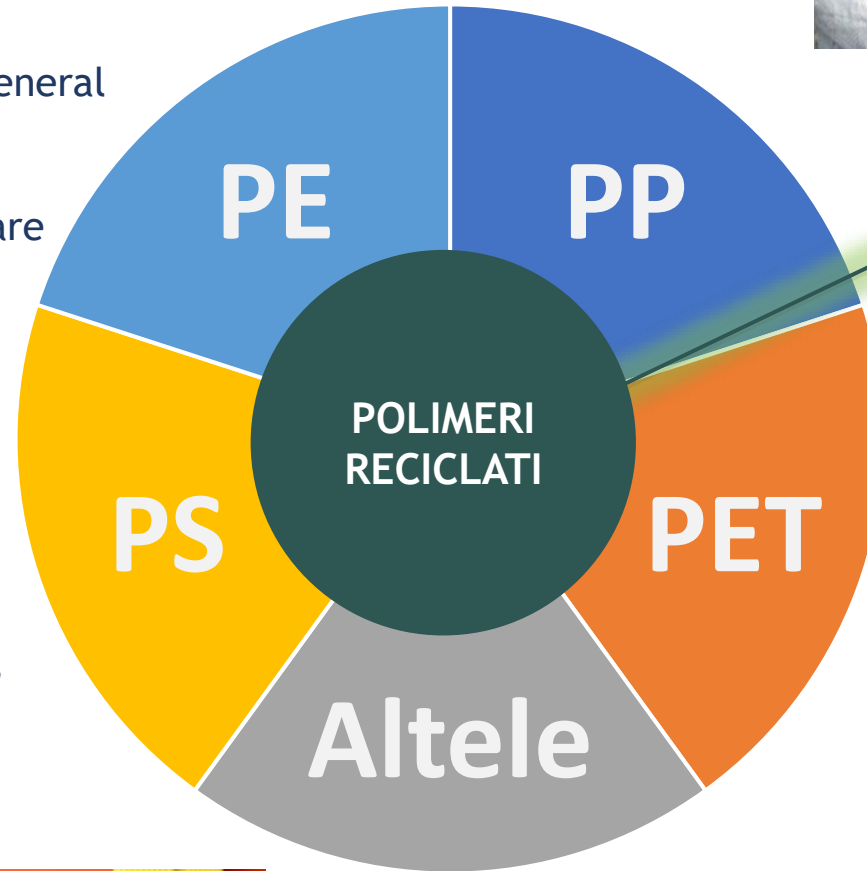 eneral
PE
PP
are
POLIMERI
RECICLATI
PS
PET
Altele